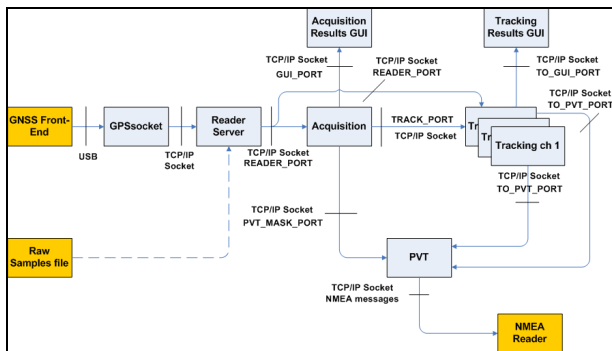 Acquisition
Results GUI
Tracking
Results GUI
TCP/IP Socket
GUI_PORT
TCP/IP Socket
READER_PORT
TCP/IP Socket
TO_GUI_PORT
TCP/IP Socket
TO_PVT_PORT
GNSS Front-
End
USB
GPSsocket
TCP/IP
Socket
Reader
Server
TCP/IP Socket
READER_PORT
Acquisition
TRACK_PORT
TCP/IP Socket
Tr
Tr
Tracking ch 1
TCP/IP Socket
TO_PVT_PORT
TCP/IP Socket
PVT_MASK_PORT
Raw
Samples file
PVT
TCP/IP Socket
NMEA messages
NMEA
Reader